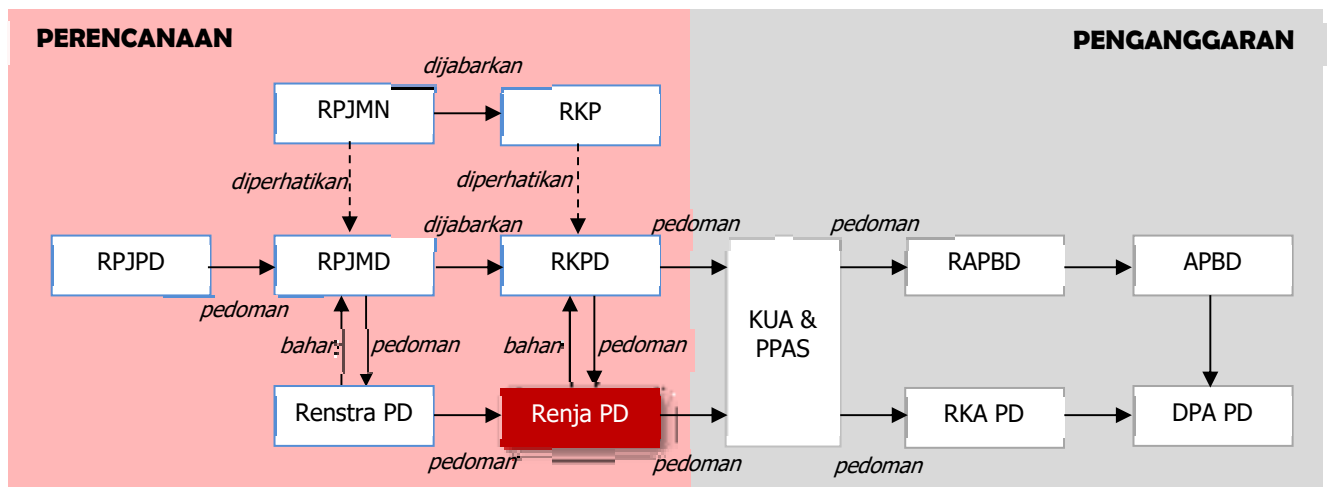 PERENCANAAN
PENGANGGARAN
dijabarkan
RPJMN
RKP
diperhatikan
diperhatikan
dijabarkan
pedoman
pedoman
RPJPD
RPJMD
RKPD
RAPBD
APBD
pedoman
KUA &
PPAS
bahan
pedoman
bahan
pedoman
Renstra PD
Renja PD
RKA PD
DPA PD
pedoman
pedoman
pedoman